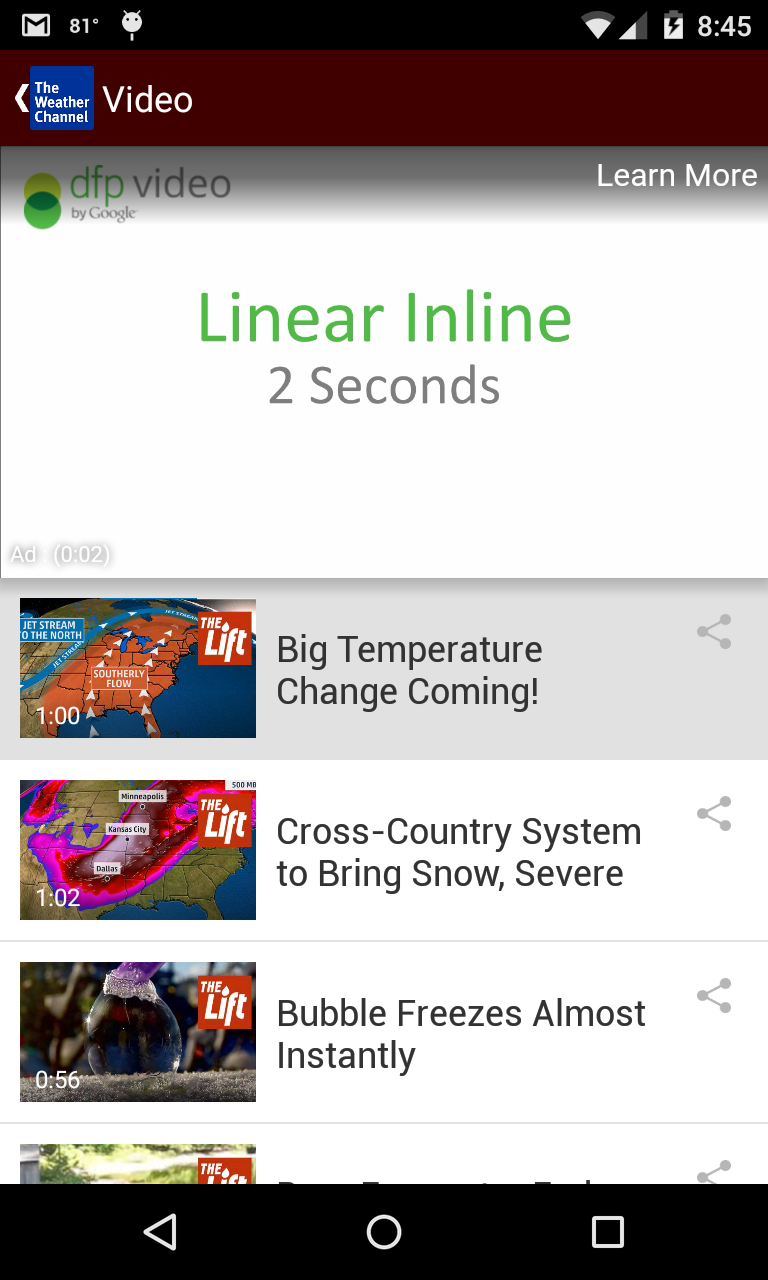 81° 8:45
The
Weather
Channel
Video
dfp video
by Google
Learn More
Linear Inline
2 Seconds
Ad : (0:02)
JET STREAM
TO THE NORTH
JET STREAM
JET STREAM
SOUTHERLY
FLOW
THE
Lift
1:00
Big Temperature
Change Coming!
500 MB
Minneapolis
Kansas City
Dallas
THE
Lift
1:02
Cross-Country System
to Bring Snow, Severe
THE
Lift
0:56
Bubble Freezes Almost
Instantly
THE